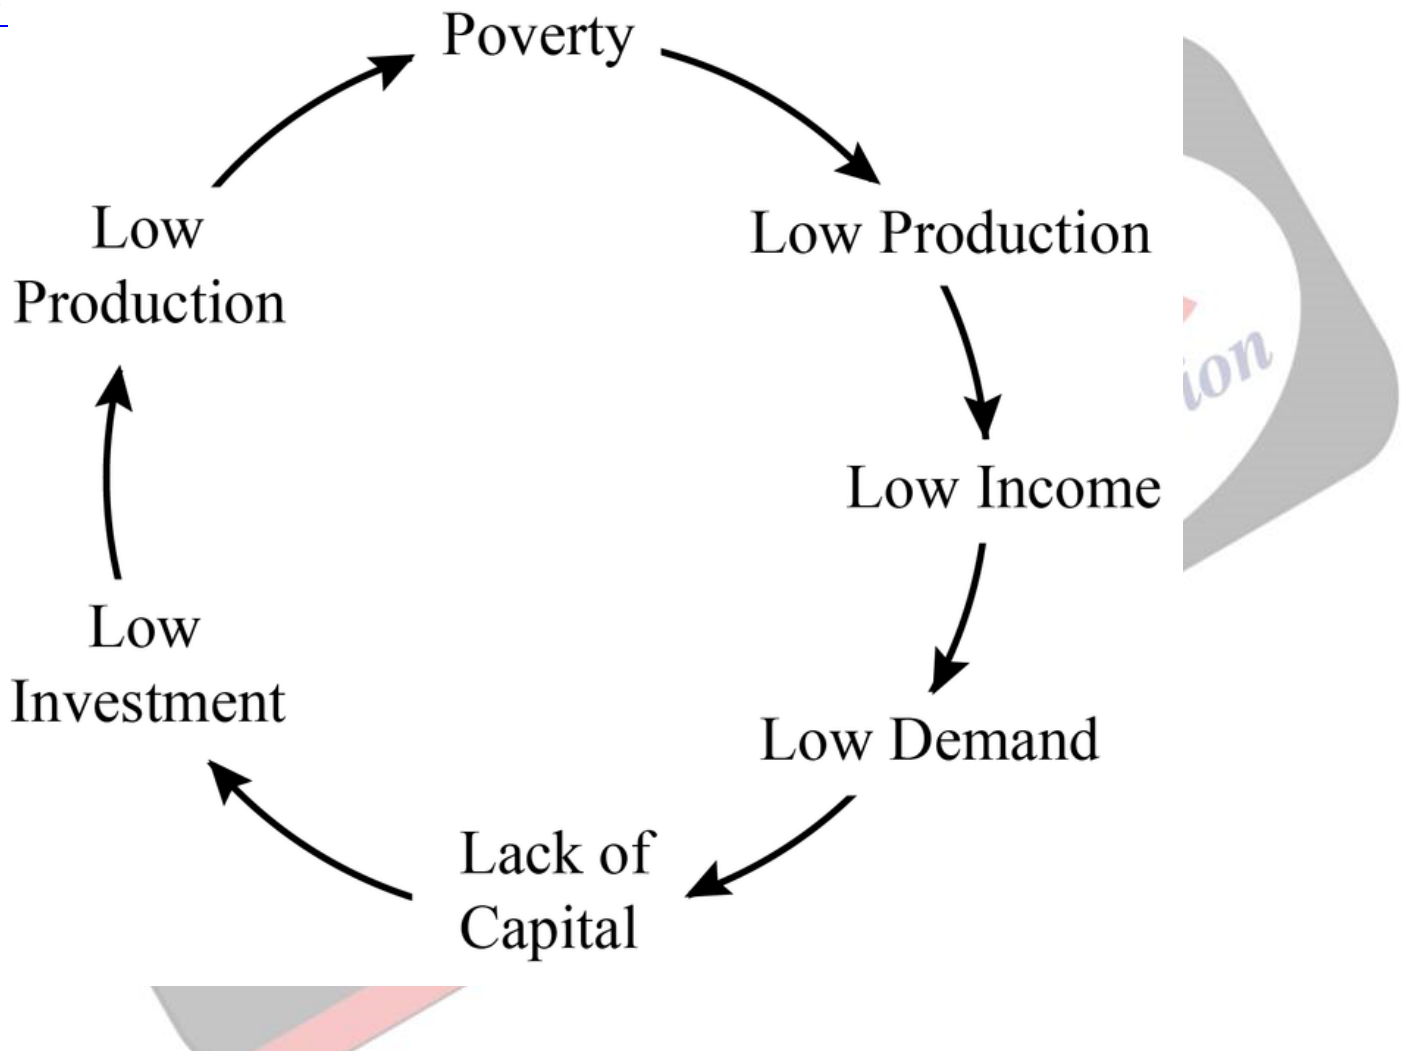 Poverty
Low Production
Low Income
Low Demand
Lack of
Capital
Low
Investment
Low
Production